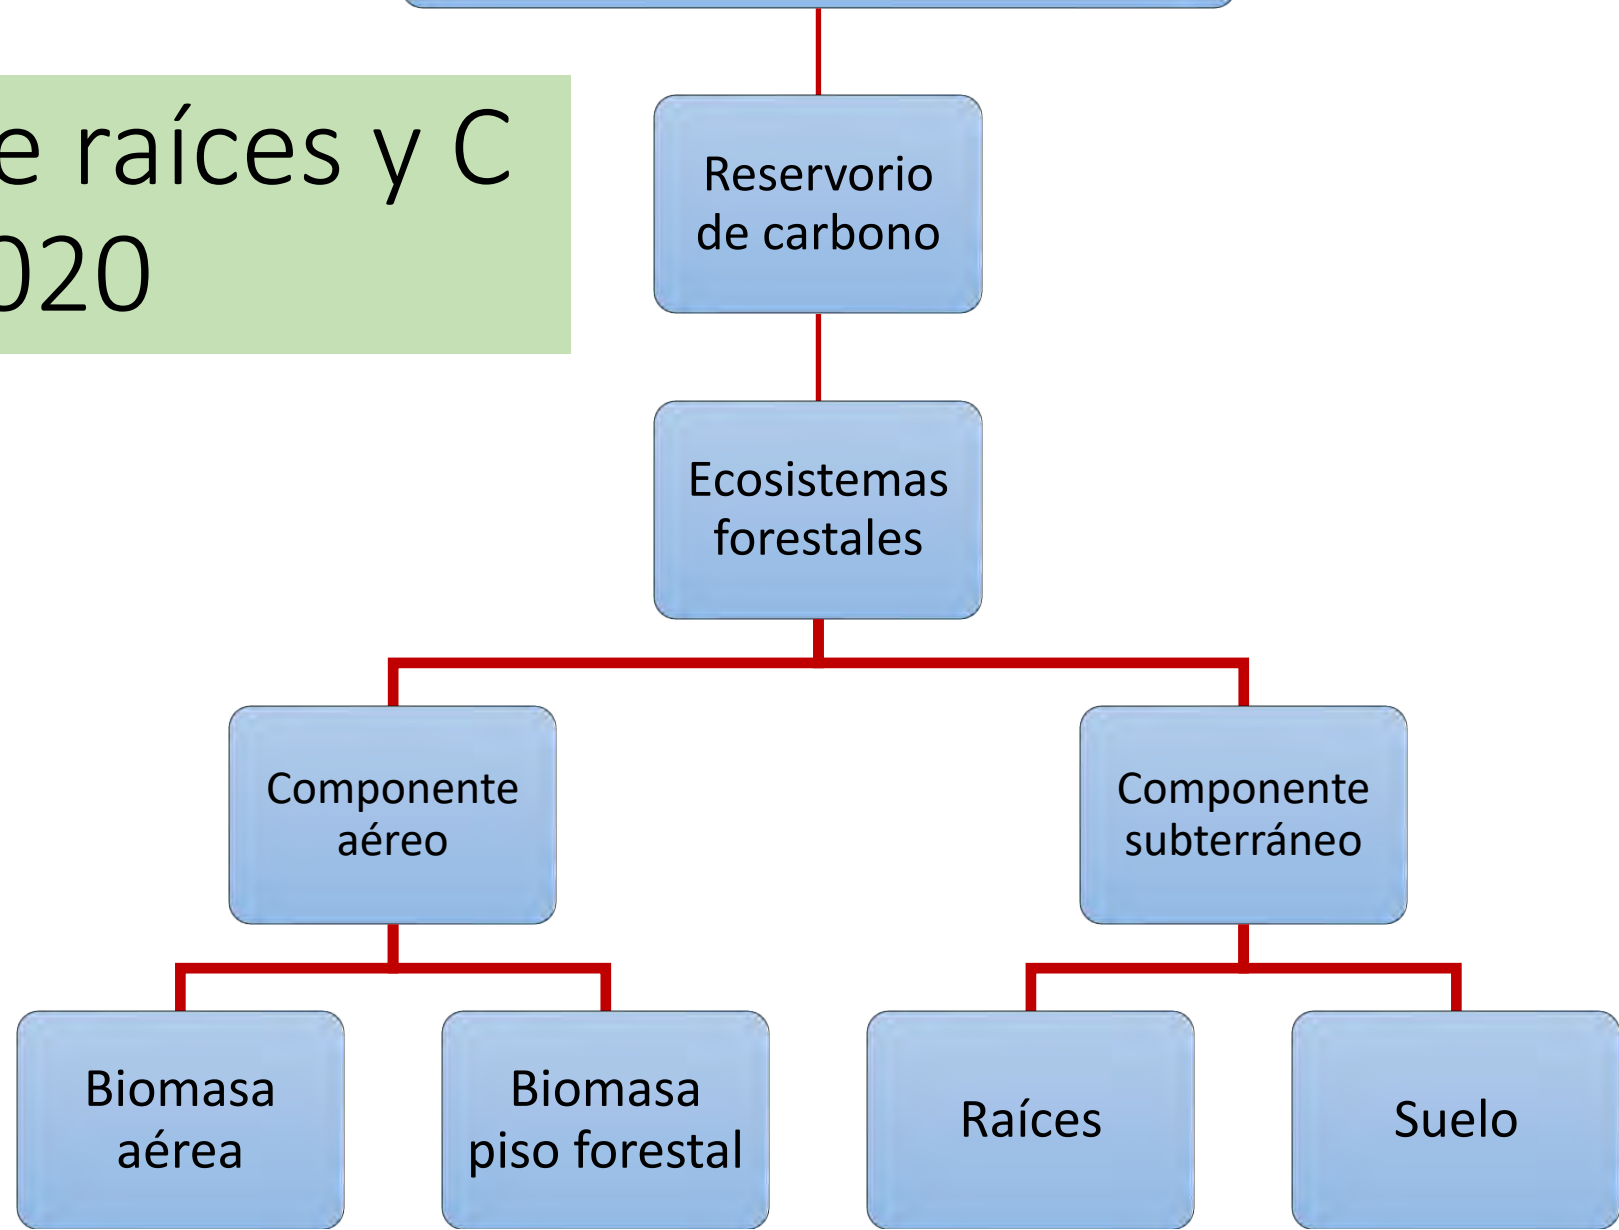 e raíces y C
020
Reservorio
de carbono
Ecosistemas
forestales
Componente
aéreo
Componente
subterráneo
Biomasa
aérea
Biomasa
piso forestal
Raíces
Suelo